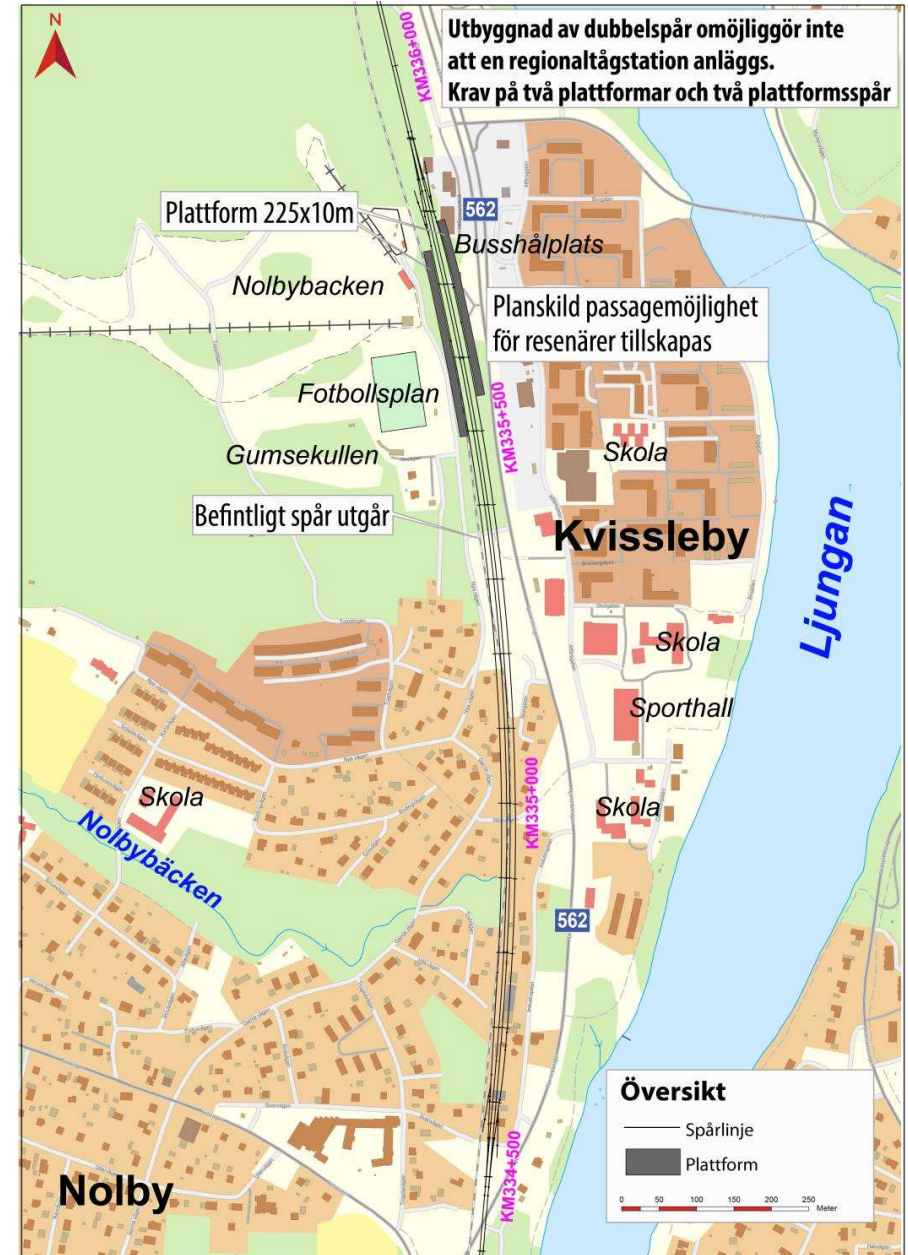 N
Utbyggnad av dubbelspår omöjliggör inte
att en regionaltågstation anläggs.
Krav på två plattformar och två plattformsspår
KM336+000
Plattform 225x10m
562
Busshålplats
Nolbybacken
Planskild passagemöjlighet
för resenärer tillskapas
Fotbollsplan
KM335+500
Gumsekullen
Skola
Befintligt spår utgår
Kvissleby
Ljungan
Skola
Sporthall
KM335+000
Skola
Skola
Nolbybäcken
562
Översikt
Spårlinje
Plattform
0 50 100 150 200 250
Meter
KM334+500
Nolby